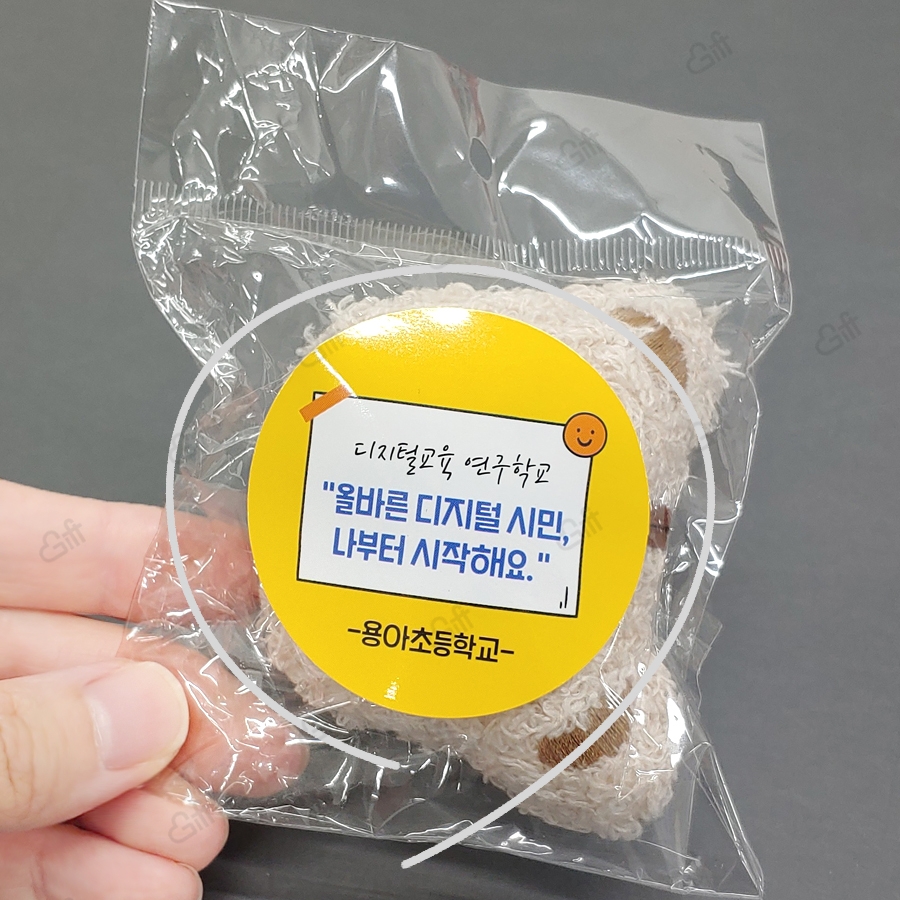 디지털교육 연구학교
"올바른 디지털 시민,
나부터 시작해요."
-용아초등학교-